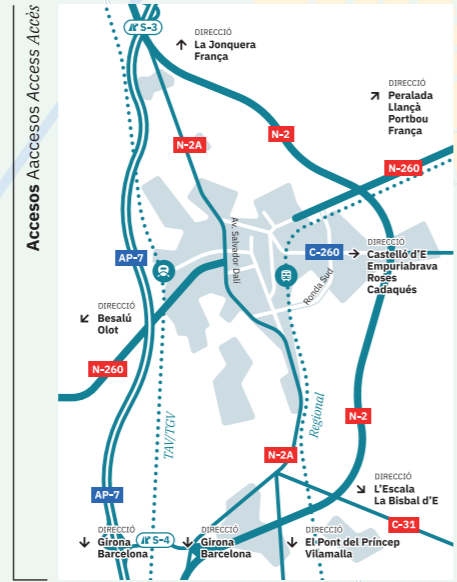 Accesos Aaccesos Access Accès
S-3
DIRECCIÓ
La Jonquera
França
DIRECCIÓ
Peralada
Llançà
Portbou
França
N-2
N-2A
N-260
Av. Salvador Dalí
AP-7
C-260
DIRECCIÓ
Castelló d'E
Empuriabrava
Roses
Cadaqués
Ronda Sud
DIRECCIÓ
Besalú
Olot
N-260
TAV/TGV
Regional
N-2
N-2A
DIRECCIÓ
L'Escala
La Bisbal d'E
AP-7
C-31
DIRECCIÓ
Girona
Barcelona
S-4
DIRECCIÓ
Girona
Barcelona
DIRECCIÓ
El Pont del Príncep
Vilamalla